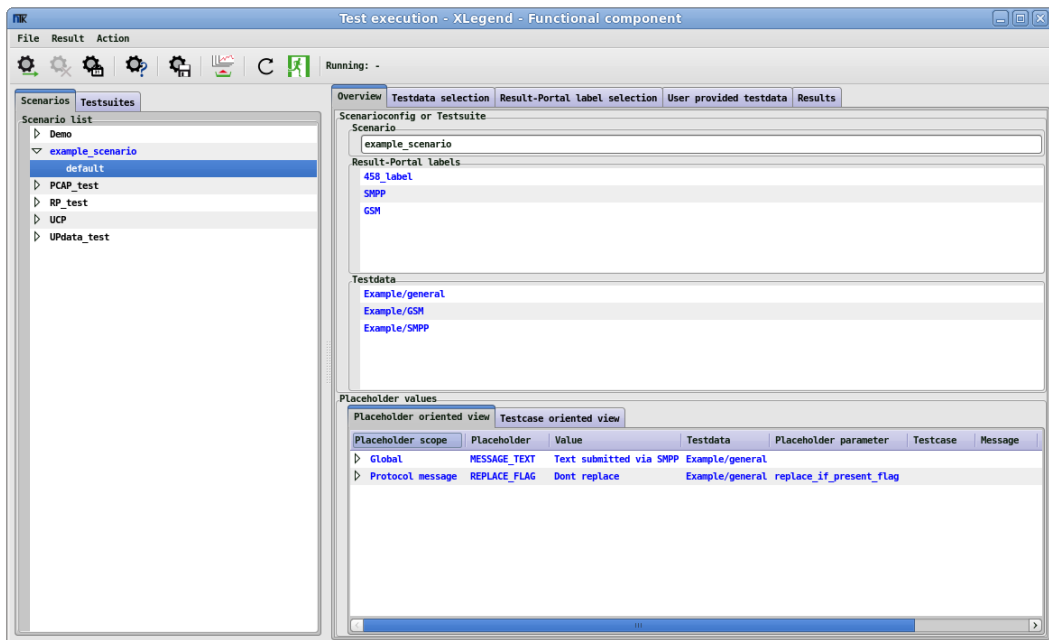 Test execution - XLegend - Functional component
File Result Action
Running: -
Scenarios Testsuites
Scenario list
Demo
example_scenario
default
PCAP_test
RP_test
UCP
UPdata_test
Overview Testdata selection Result-Portal label selection User provided testdata Results
Scenarioconfig or Testsuite
Scenario
example_scenario
Result-Portal labels
458_label
SMPP
GSM
Testdata
Example/general
Example/GSM
Example/SMPP
Placeholder values
Placeholder oriented view Testcase oriented view
Placeholder scope Placeholder Value Testdata Placeholder parameter Testcase Message
Global MESSAGE_TEXT Text submitted via SMPP Example/general
Protocol message REPLACE_FLAG Dont replace Example/general replace_if_present_flag